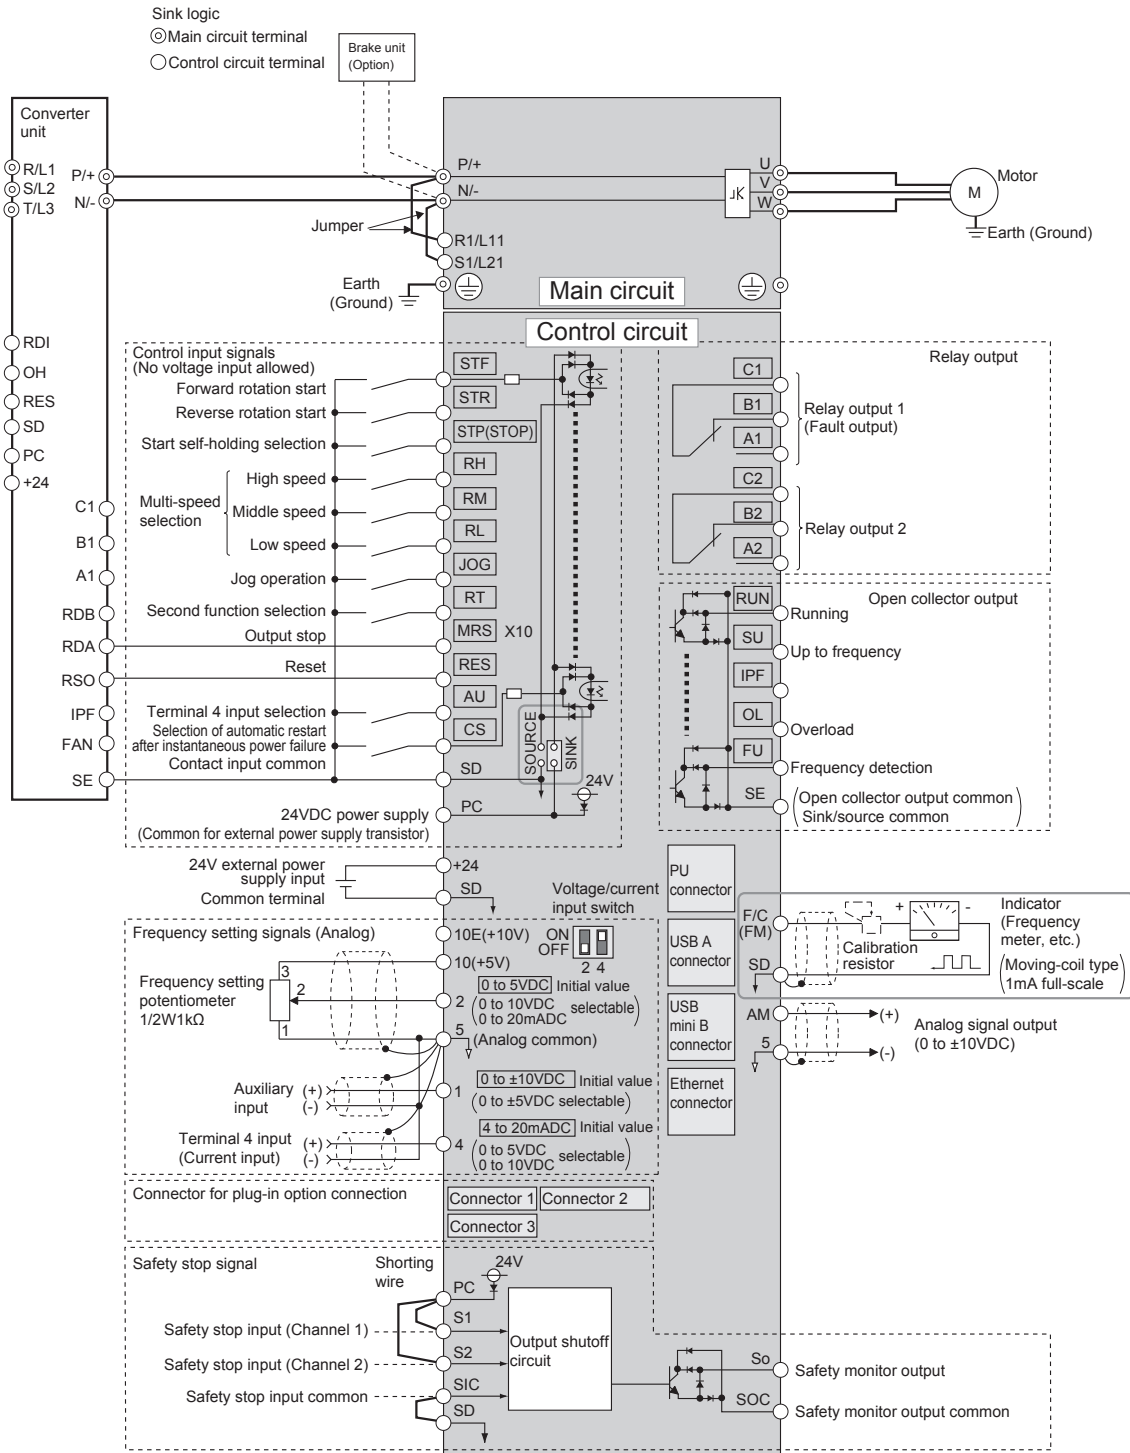 Sink logic
Main circuit terminal
Control circuit terminal
Brake unit
(Option)
Converter
unit
R/L1
S/L2
T/L3
P/+
N/-
P/+
N/-
Jumper
R1/L11
S1/L21
Earth
(Ground)
U
V
W
Motor
M
Earth (Ground)
Main circuit
Control circuit
RDI
OH
RES
SD
PC
+24
C1
B1
A1
RDB
RDA
RSO
IPF
FAN
SE
Control input signals
(No voltage input allowed)
Forward rotation start
Reverse rotation start
Start self-holding selection
Multi-speed
selection
High speed
Middle speed
Low speed
Jog operation
Second function selection
Output stop
Reset
Terminal 4 input selection
Selection of automatic restart
after instantaneous power failure
Contact input common
24VDC power supply
(Common for external power supply transistor)
STF
STR
STP(STOP)
RH
RM
RL
JOG
RT
MRS X10
RES
AU
CS
SD
PC
SOURCE
SINK
24V
Relay output
C1
B1
A1
Relay output 1
(Fault output)
C2
B2
A2
Relay output 2
Open collector output
RUN
Running
SU
Up to frequency
IPF
OL
Overload
FU
Frequency detection
SE
(Open collector output common
Sink/source common)
24V external power
supply input
Common terminal
+24
SD
Voltage/current
input switch
ON
OFF
2 4
PU
connector
USB A
connector
USB
mini B
connector
Ethernet
connector
F/C
(FM)
SD
+ -
Calibration
resistor
Indicator
(Frequency
meter, etc.)
(Moving-coil type
1mA full-scale)
AM
5
(+)
(-)
Analog signal output
(0 to ±10VDC)
Frequency setting signals (Analog)
Frequency setting
potentiometer
1/2W1kΩ
3
2
1
10E(+10V)
10(+5V)
2
0 to 5VDC Initial value
(0 to 10VDC
0 to 20mADC selectable)
5
(Analog common)
Auxiliary
input
(+)
(-)
1
0 to ±10VDC Initial value
(0 to ±5VDC selectable)
Terminal 4 input
(Current input)
(+)
(-)
4
4 to 20mADC Initial value
(0 to 5VDC
0 to 10VDC selectable)
Connector for plug-in option connection
Connector 1
Connector 2
Connector 3
Safety stop signal
Shorting
wire
24V
PC
S1
S2
SIC
SD
Safety stop input (Channel 1)
Safety stop input (Channel 2)
Safety stop input common
Output shutoff
circuit
So
SOC
Safety monitor output
Safety monitor output common